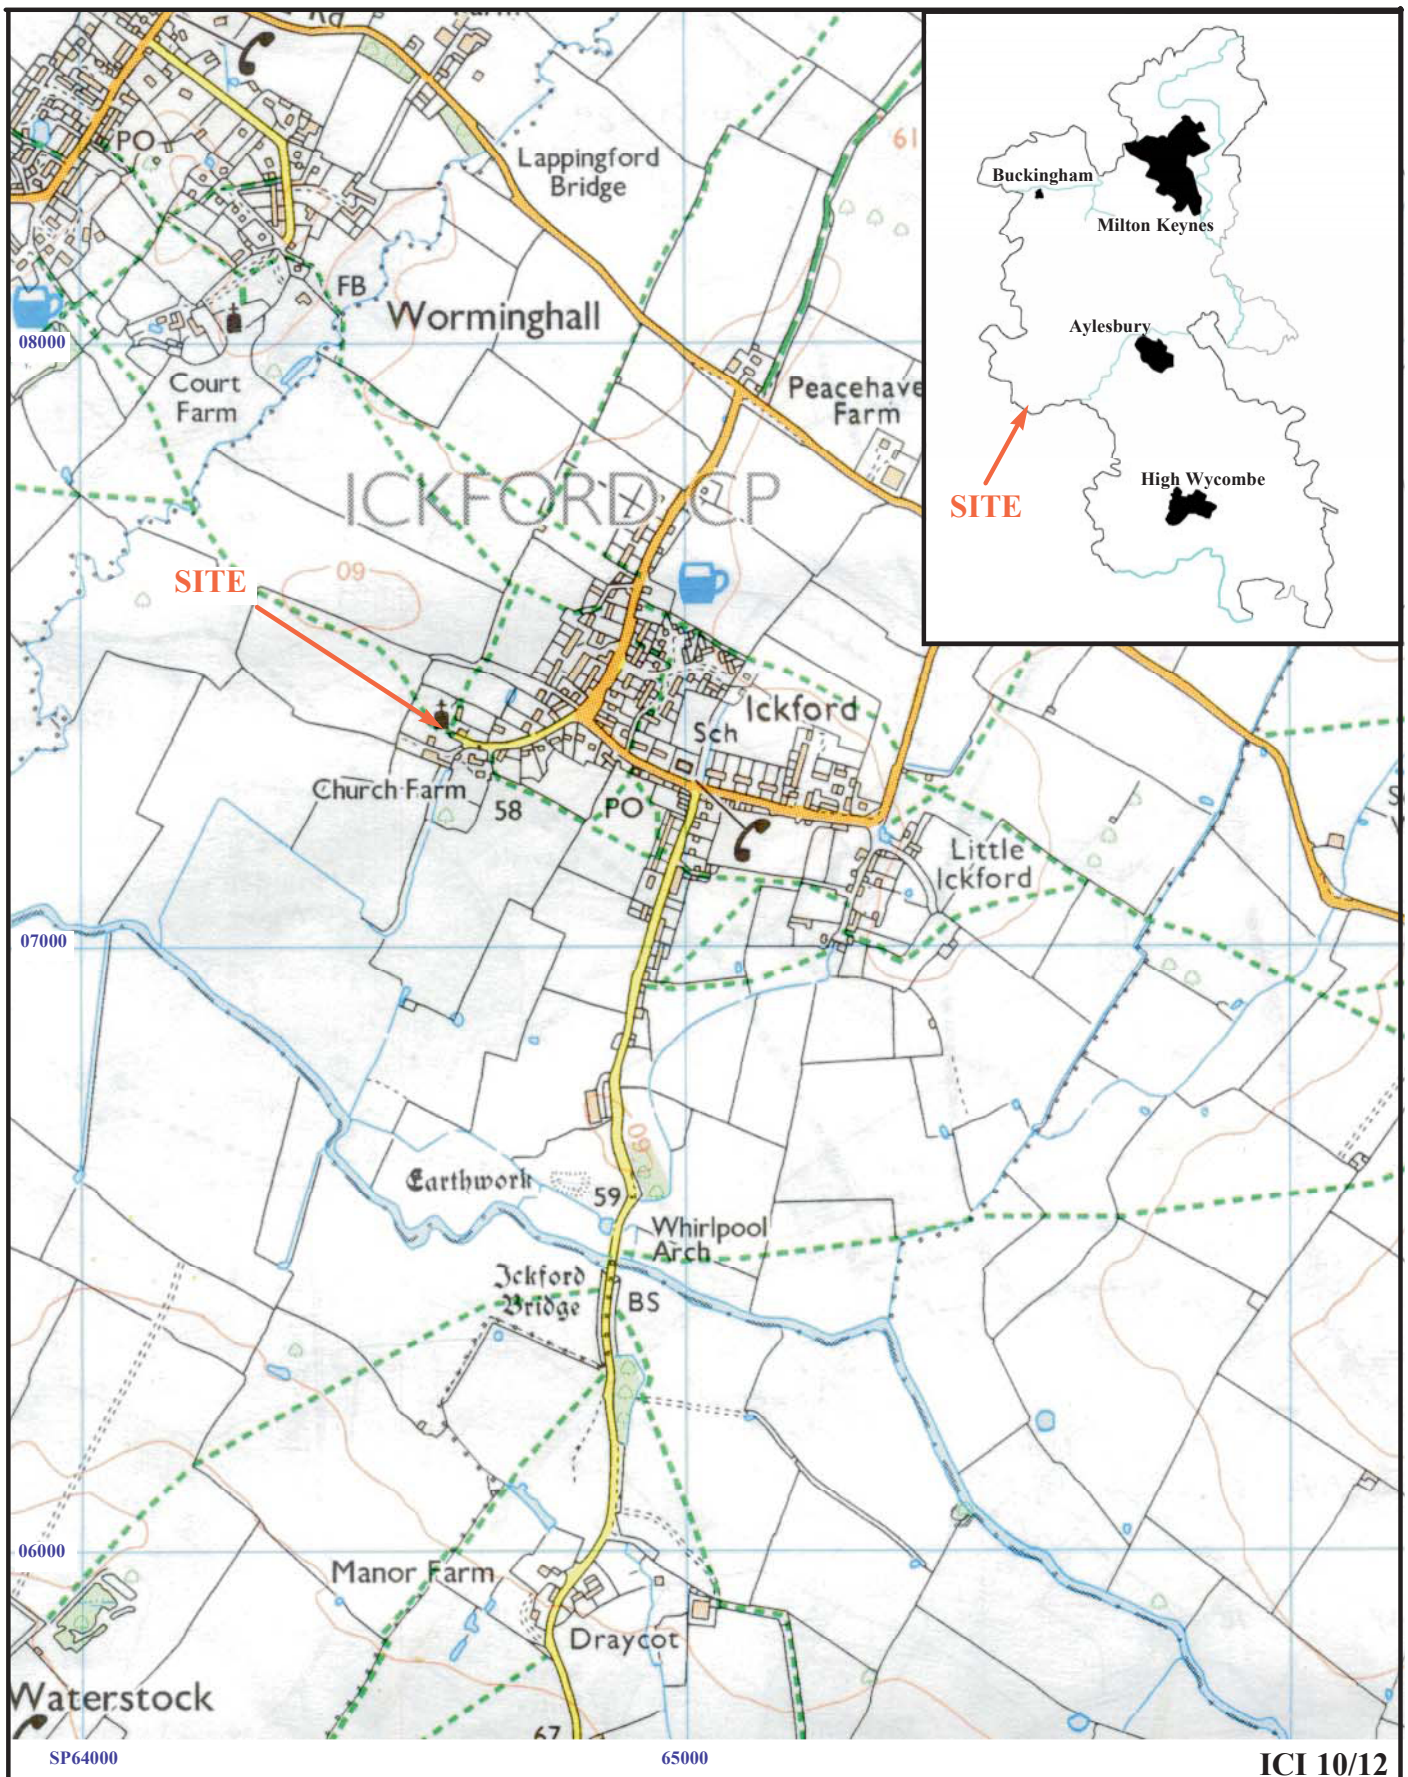 PO
Lappingford
Bridge
61
FB
Worminghall
08000
Court
Farm
Peacehave
Farm
ICKFORD CP
SITE
60
Ickford
Sch
Church Farm
58
PO
Little
Ickford
07000
60
Earthwork
59
Whirlpool
Arch
Ickford
Bridge
BS
06000
Manor Farm
Draycot
Waterstock
67
SP64000
65000
ICI 10/12
Buckingham
Milton Keynes
Aylesbury
High Wycombe
SITE